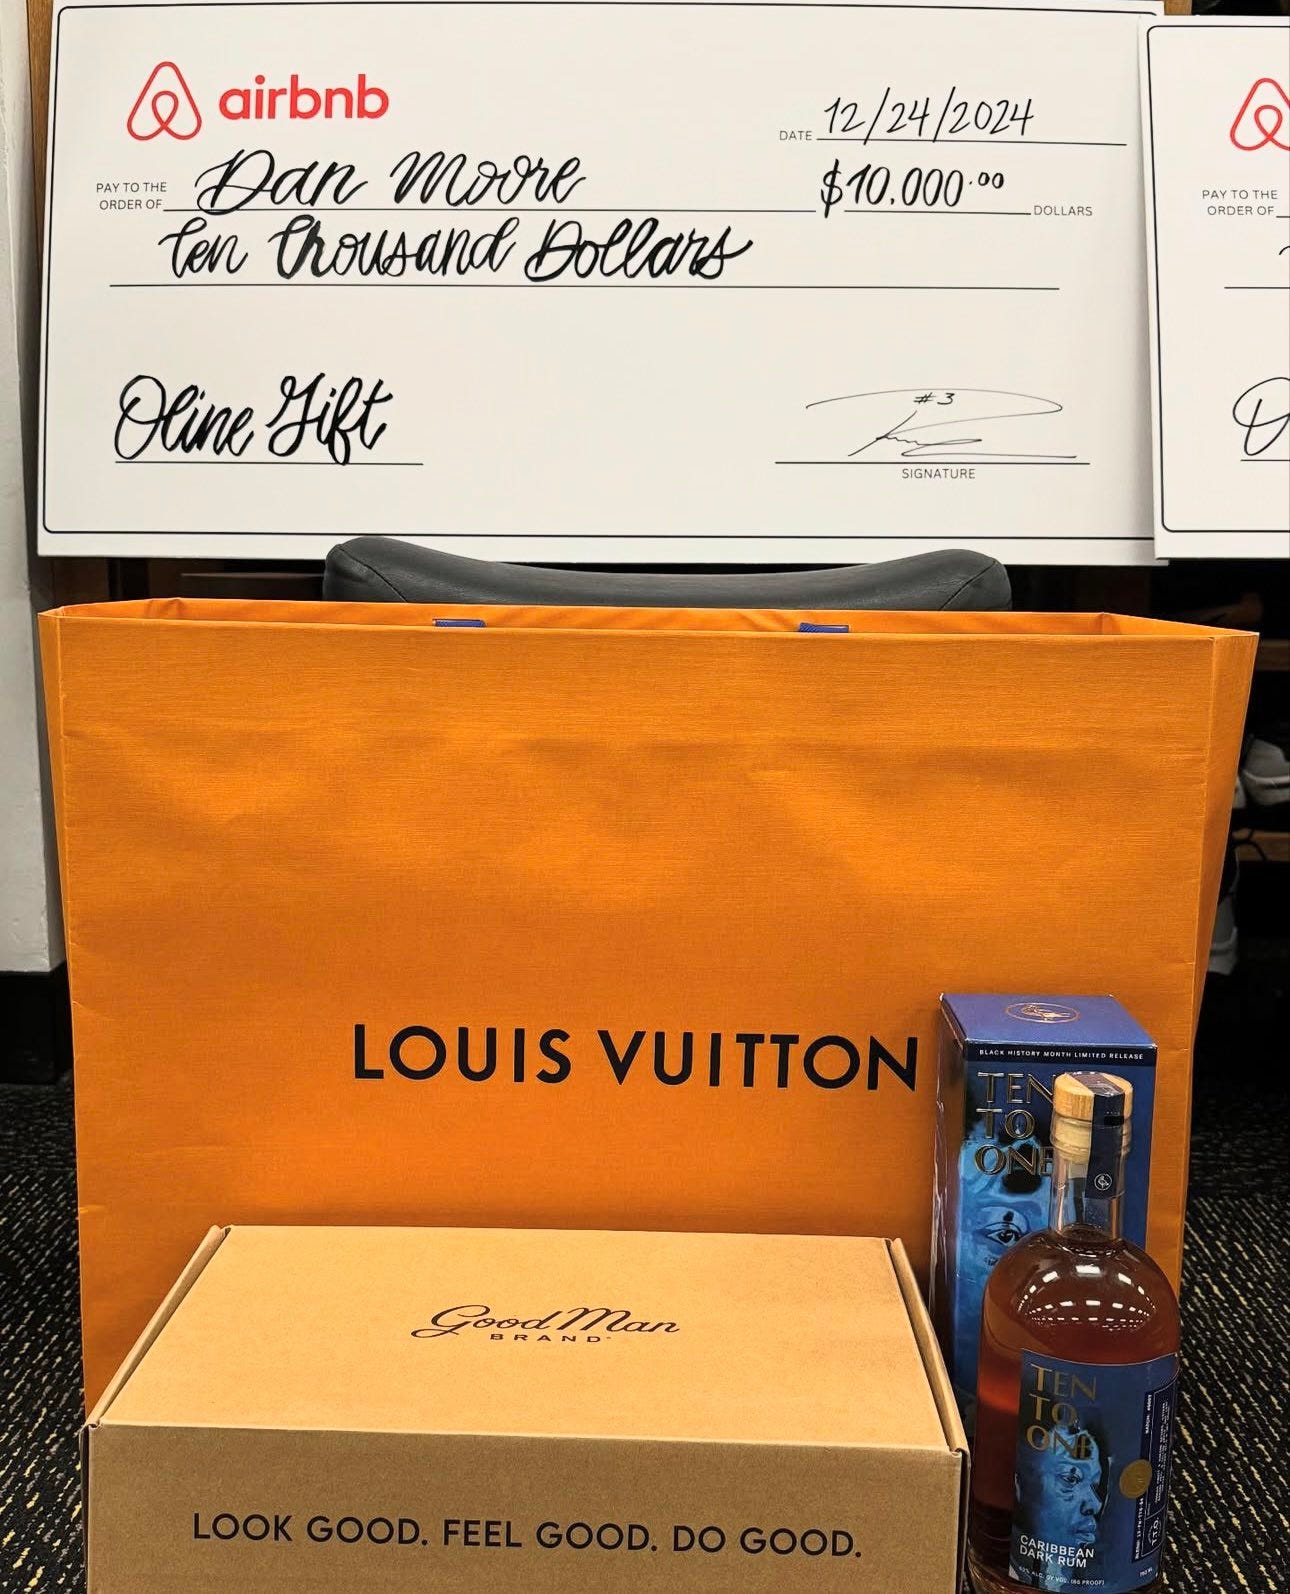 airbnb
DATE 12/24/2024
PAY TO THE
ORDER OF Dan Moore $10.000.00 DOLLARS
Ten Thousand Dollars
Oline Gift
#3
SIGNATURE
PAY TO THE
ORDER OF
LOUIS VUITTON
BLACK HISTORY MONTH LIMITED RELEASE
TEN
TO
ONE
Good Man
BRAND
LOOK GOOD. FEEL GOOD. DO GOOD.
TEN
TO
ONE
CARIBBEAN
DARK RUM